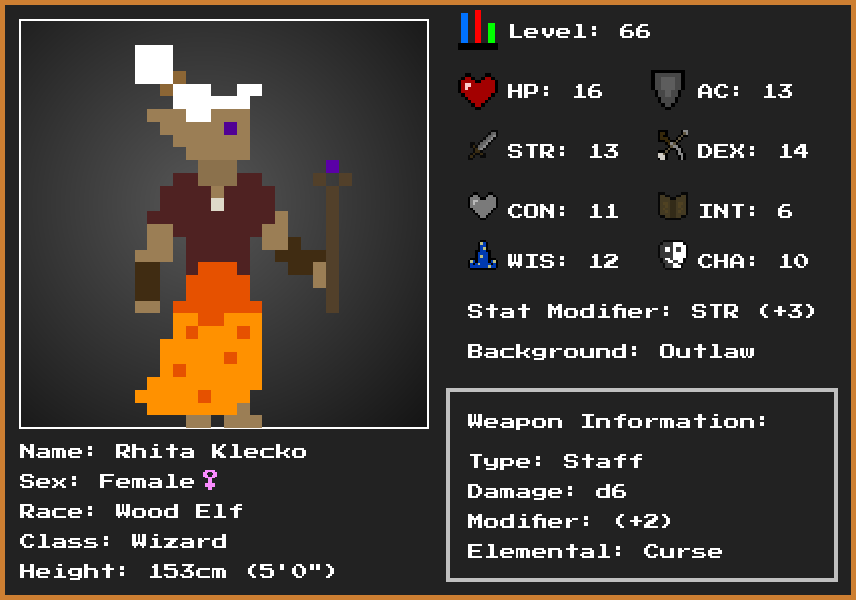 Level: 66
HP: 16
AC: 13
STR: 13
DEX: 14
CON: 11
INT: 6
WIS: 12
CHA: 10
Stat Modifier: STR (+3)
Background: Outlaw
Weapon Information:
Type: Staff
Damage: d6
Modifier: (+2)
Elemental: Curse
Name: Rhita Klecko
Sex: Female♀
Race: Wood Elf
Class: Wizard
Height: 153cm (5'0")